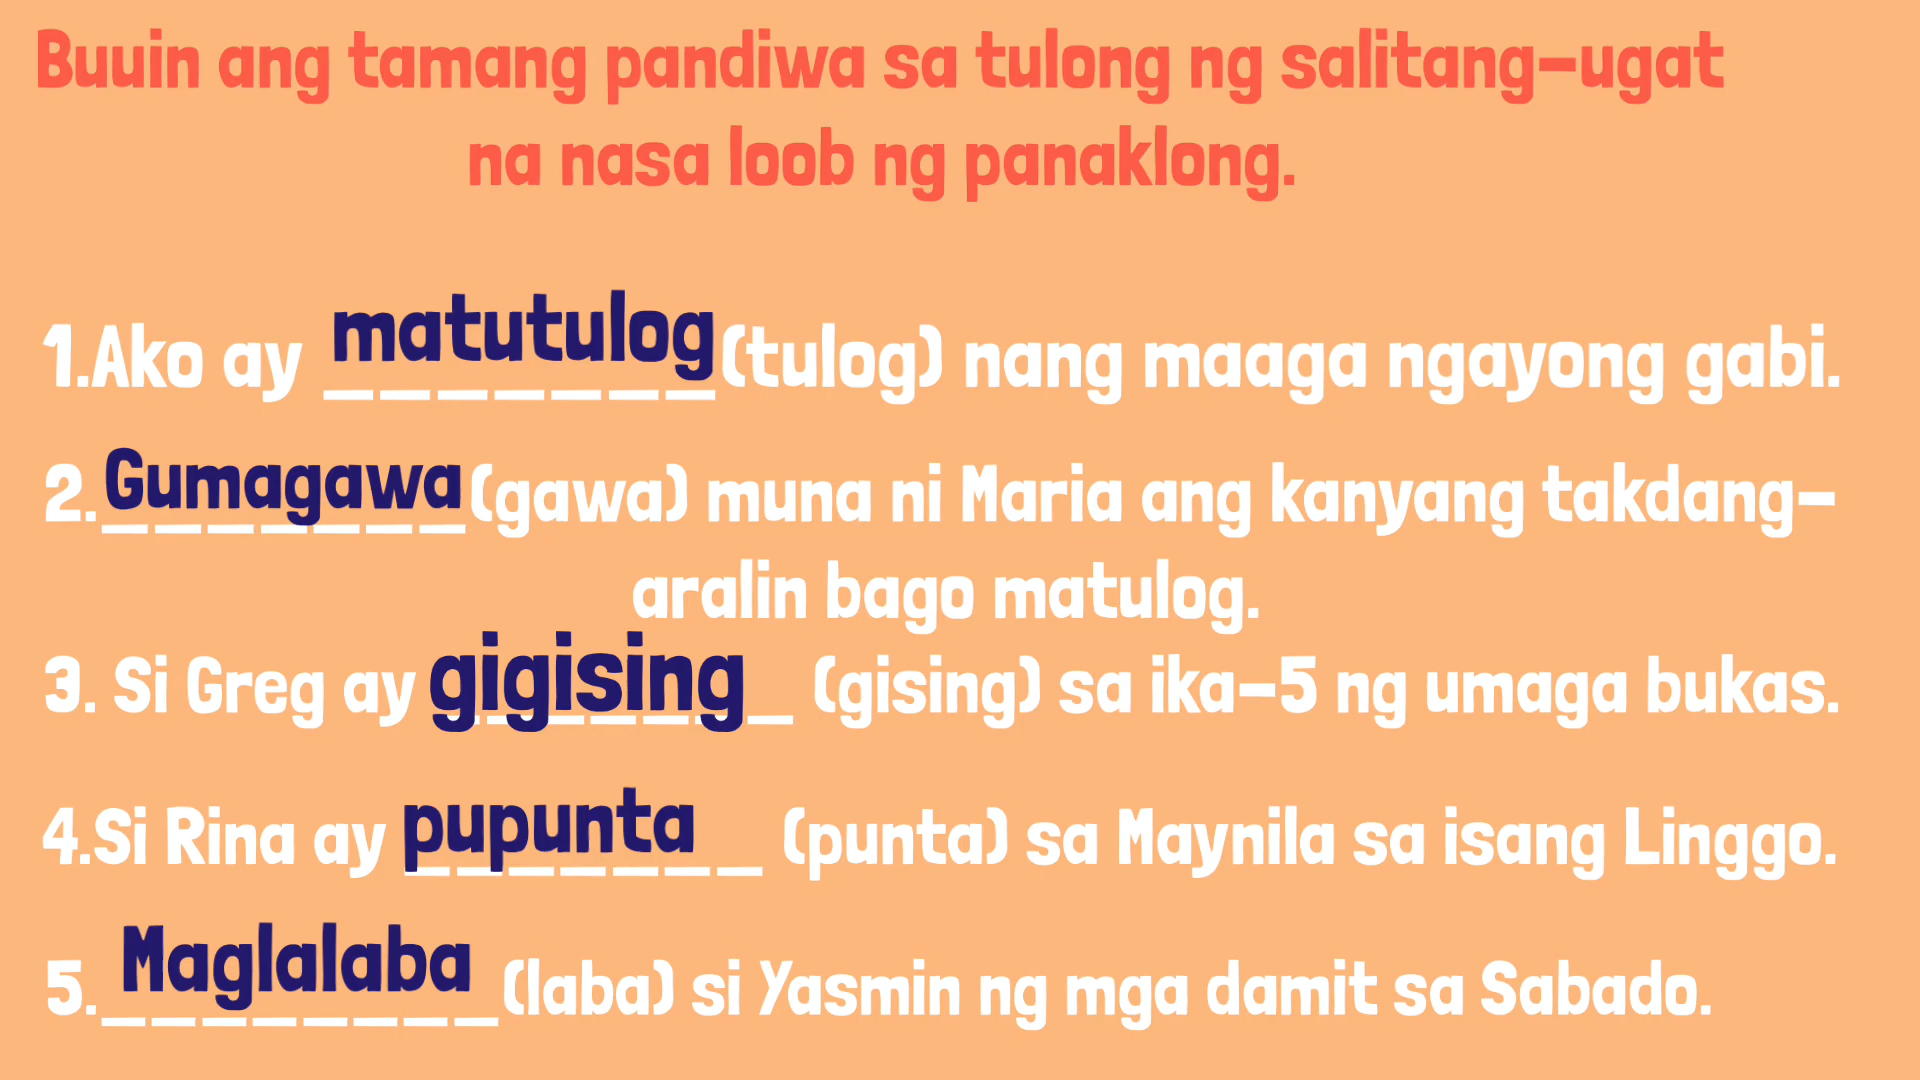 Buuin ang tamang pandiwa sa tulong ng salitang-ugat
na nasa loob ng panaklong.
1.Ako ay matutulog(tulog) nang maaga ngayong gabi.
2.Gumagawa(gawa) muna ni Maria ang kanyang takdang-
aralin bago matulog.
3. Si Greg ay gigising (gising) sa ika-5 ng umaga bukas.
4.Si Rina ay pupunta (punta) sa Maynila sa isang Linggo.
5. Maglalaba (laba) si Yasmin ng mga damit sa Sabado.